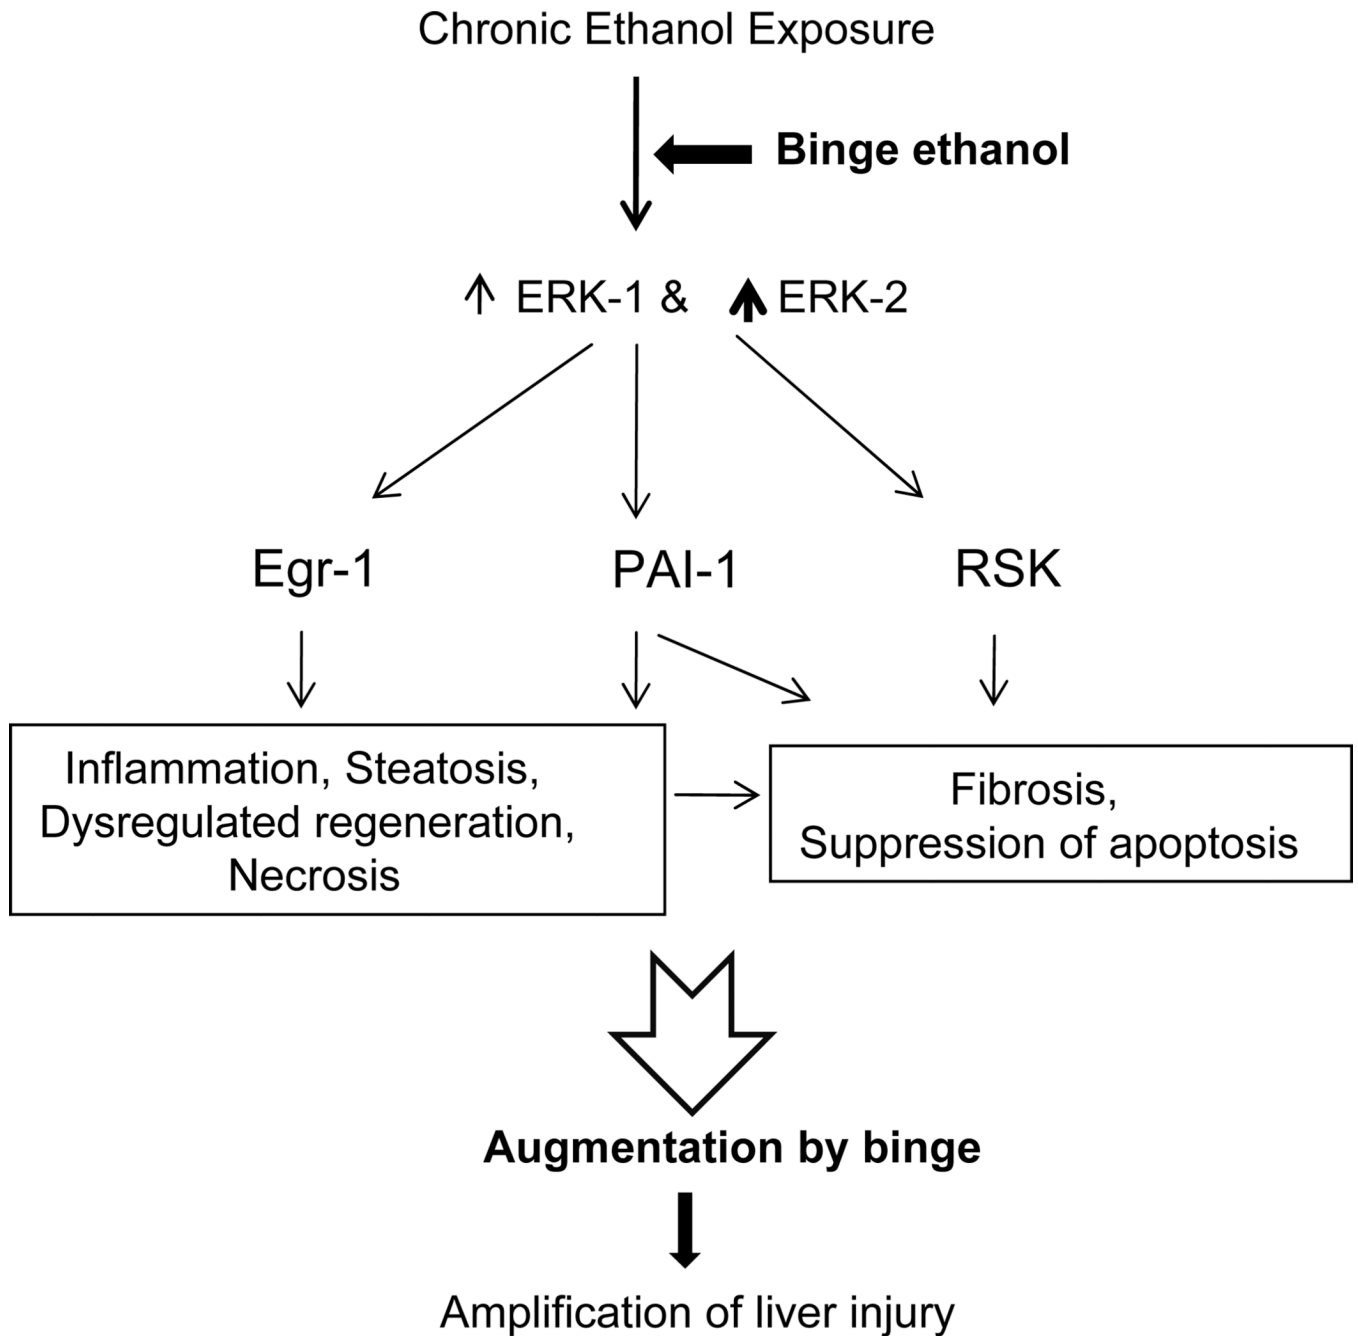 Chronic Ethanol Exposure
Binge ethanol
ERK-1 & ERK-2
Egr-1 PAI-1 RSK
Inflammation, Steatosis,
Dysregulated regeneration,
Necrosis
Fibrosis,
Suppression of apoptosis
Augmentation by binge
Amplification of liver injury